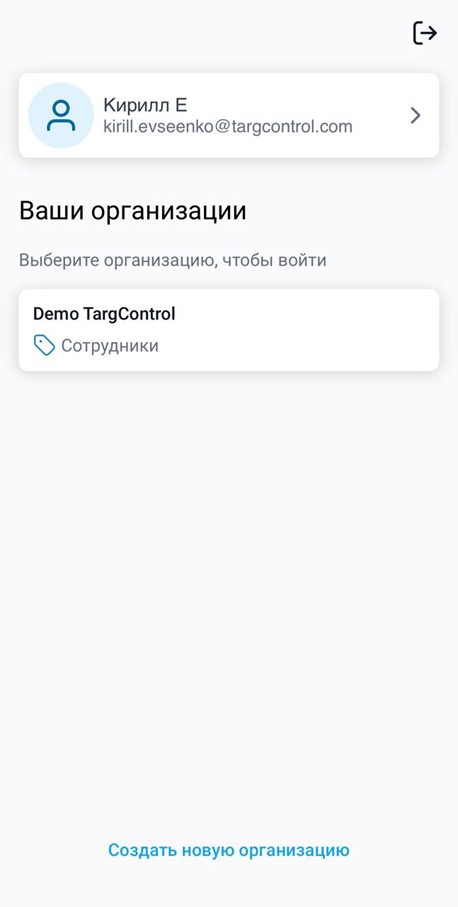 Кирилл Е
kirill.evseenko@targcontrol.com
Ваши организации
Выберите организацию, чтобы войти
Demo TargControl
Сотрудники
Создать новую организацию